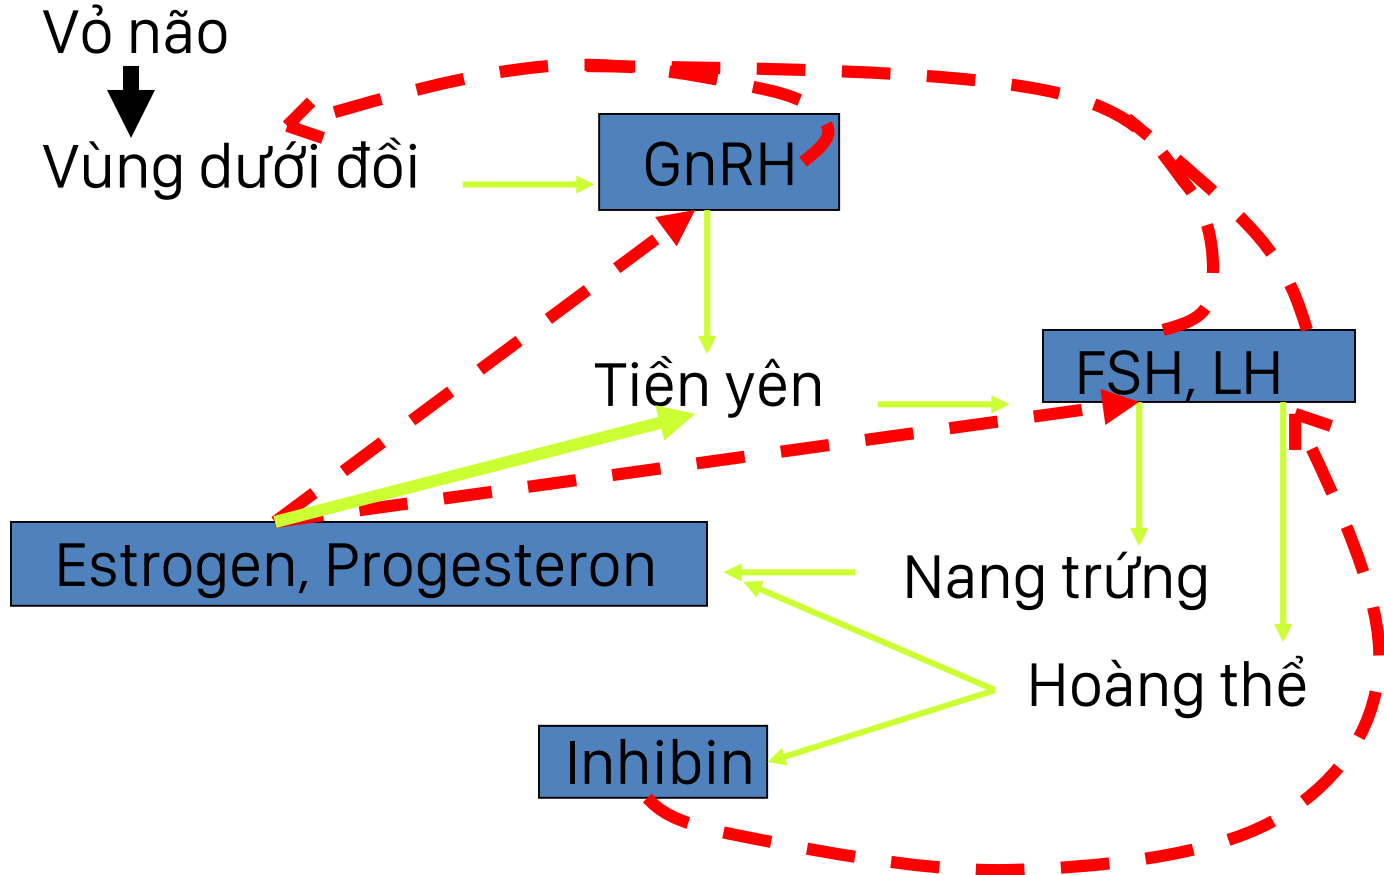 Vỏ não
Vùng dưới đồi
GnRH
Tiền yên
FSH, LH
Estrogen, Progesteron
Nang trứng
Hoàng thể
Inhibin